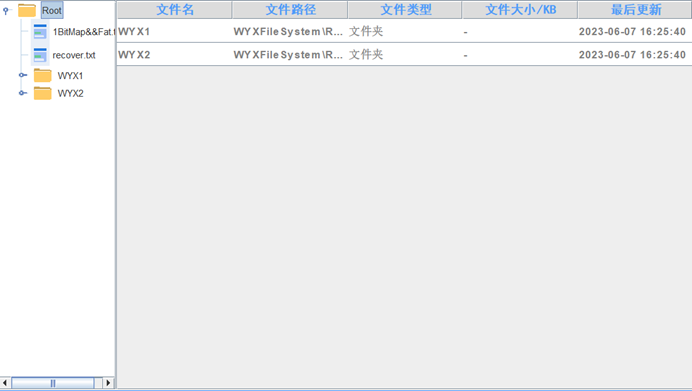 Root
1BitMap&&Fat.t
recover.txt
WYX1
WYX2
文件名 文件路径 文件类型 文件大小/KB 最后更新
WYX1 WYXFileSystem\R... 文件夹 - 2023-06-07 16:25:40
WYX2 WYXFileSystem\R... 文件夹 - 2023-06-07 16:25:40